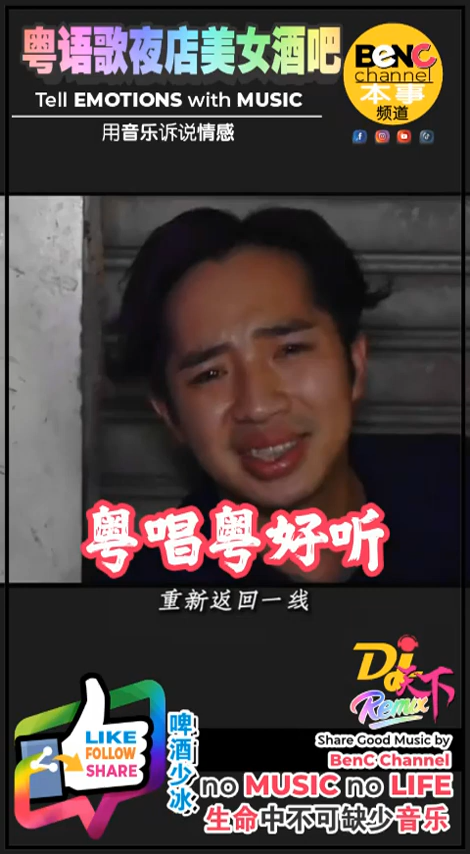 粤语歌夜店美女酒吧
BENC
channel
本事
频道
Tell EMOTIONS with MUSIC
用音乐诉说情感
粤唱粤好听
重新返回一线
Dj天下
Remix
LIKE
FOLLOW
SHARE
啤酒少冰
Share Good Music by
BenC Channel
no MUSIC no LIFE
生命中不可缺少音乐